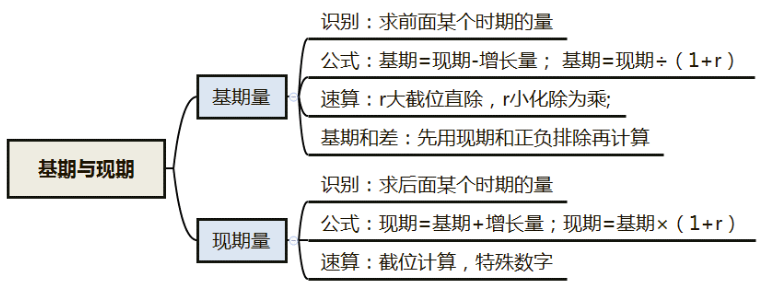 基期与现期
基期量
识别：求前面某个时期的量
公式：基期=现期-增长量； 基期=现期÷（1+r）
速算：r大截位直除，r小化除为乘;
基期和差：先用现期和正负排除再计算
现期量
识别：求后面某个时期的量
公式：现期=基期+增长量；现期=基期×（1+r）
速算：截位计算，特殊数字